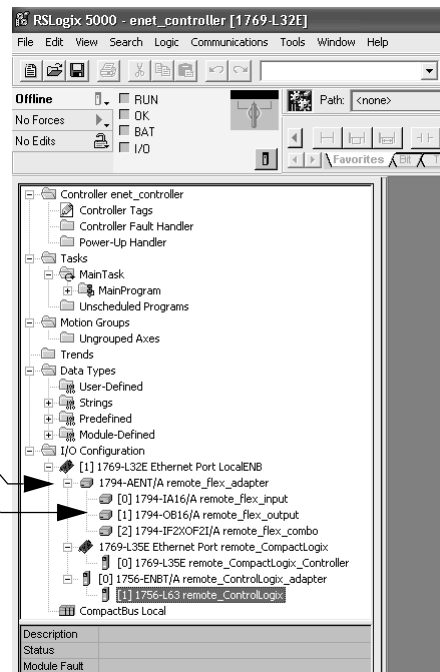 RSLogix 5000 - enet_controller [1769-L32E]
File Edit View Search Logic Communications Tools Window Help
Offline RUN Path: <none>
No Forces OK
BAT
No Edits I/O
Favorites Bit
Controller enet_controller
Controller Tags
Controller Fault Handler
Power-Up Handler
Tasks
MainTask
MainProgram
Unscheduled Programs
Motion Groups
Ungrouped Axes
Trends
Data Types
User-Defined
Strings
Predefined
Module-Defined
I/O Configuration
[1] 1769-L32E Ethernet Port LocalENB
1794-AENT/A remote_flex_adapter
[0] 1794-IA16/A remote_flex_input
[1] 1794-OB16/A remote_flex_output
[2] 1794-IF2XOF2I/A remote_flex_combo
1769-L35E Ethernet Port remote_CompactLogix
[0] 1769-L35E remote_CompactLogix_Controller
[0] 1756-ENBT/A remote_ControlLogix_adapter
[1] 1756-L63 remote_ControlLogix
CompactBus Local
Description
Status
Module Fault